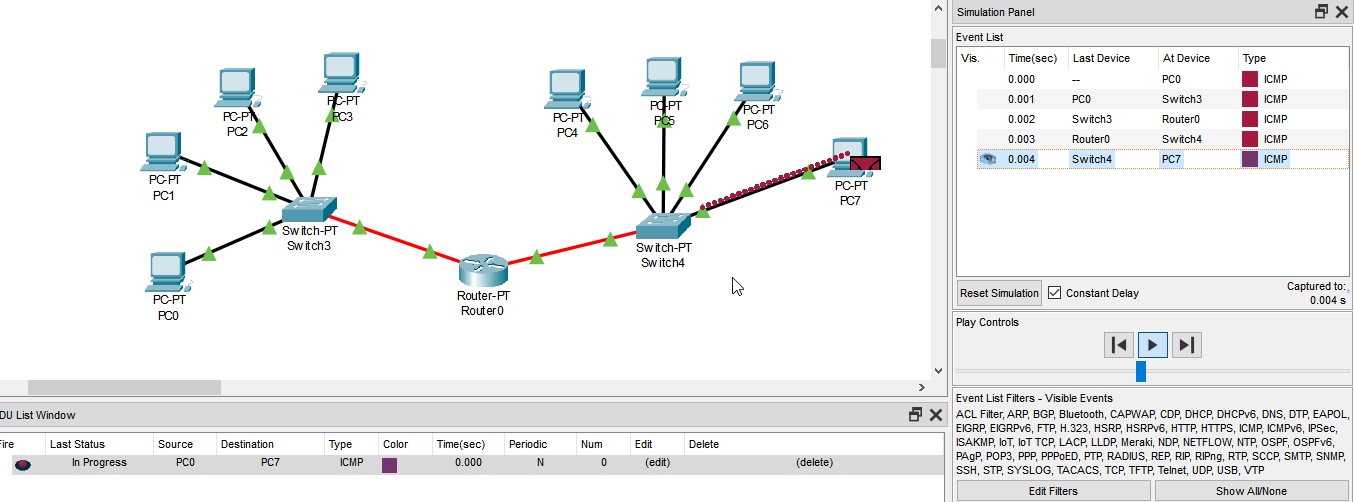 PC-PT
PC2
PC-PT
PC3
PC-PT
PC1
PC-PT
PC0
Switch-PT
Switch3
Router-PT
Router0
PC-PT
PC4
PC-PT
PC5
PC-PT
PC6
PC-PT
PC7
Switch-PT
Switch4
Simulation Panel
Event List
Vis. Time(sec) Last Device At Device Type
0.000 -- PC0 ICMP
0.001 PC0 Switch3 ICMP
0.002 Switch3 Router0 ICMP
0.003 Router0 Switch4 ICMP
0.004 Switch4 PC7 ICMP
Reset Simulation Constant Delay Captured to:
0.004 s
Play Controls
Event List Filters - Visible Events
ACL Filter, ARP, BGP, Bluetooth, CAPWAP, CDP, DHCP, DHCPv6, DNS, DTP, EAPOL,
EIGRP, EIGRPv6, FTP, H.323, HSRP, HSRPv6, HTTP, HTTPS, ICMP, ICMPv6, IPSec,
ISAKMP, IoT, IoT TCP, LACP, LLDP, Meraki, NDP, NETFLOW, NTP, OSPF, OSPFv6,
PAgP, POP3, PPP, PPPoED, PTP, RADIUS, REP, RIP, RIPng, RTP, SCCP, SMTP, SNMP,
SSH, STP, SYSLOG, TACACS, TCP, TFTP, Telnet, UDP, USB, VTP
Edit Filters Show All/None
DU List Window
Fire Last Status Source Destination Type Color Time(sec) Periodic Num Edit Delete
In Progress PC0 PC7 ICMP 0.000 N 0 (edit) (delete)